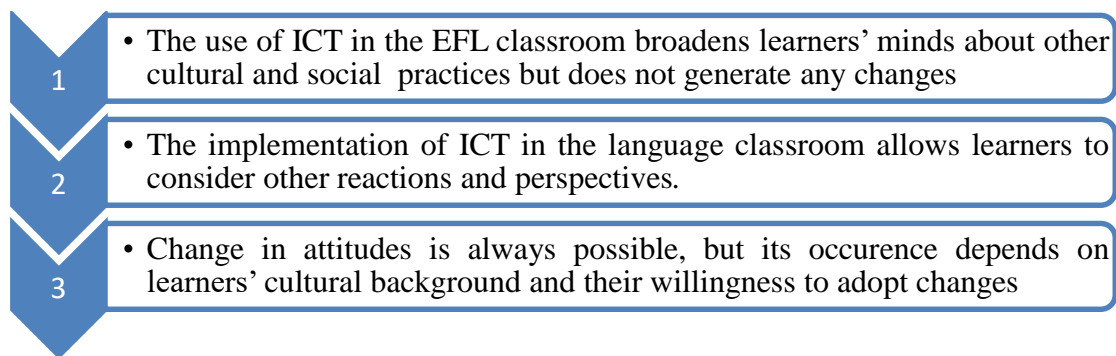 1
• The use of ICT in the EFL classroom broadens learners’ minds about other
cultural and social practices but does not generate any changes
2
• The implementation of ICT in the language classroom allows learners to
consider other reactions and perspectives.
3
• Change in attitudes is always possible, but its occurence depends on
learners’ cultural background and their willingness to adopt changes